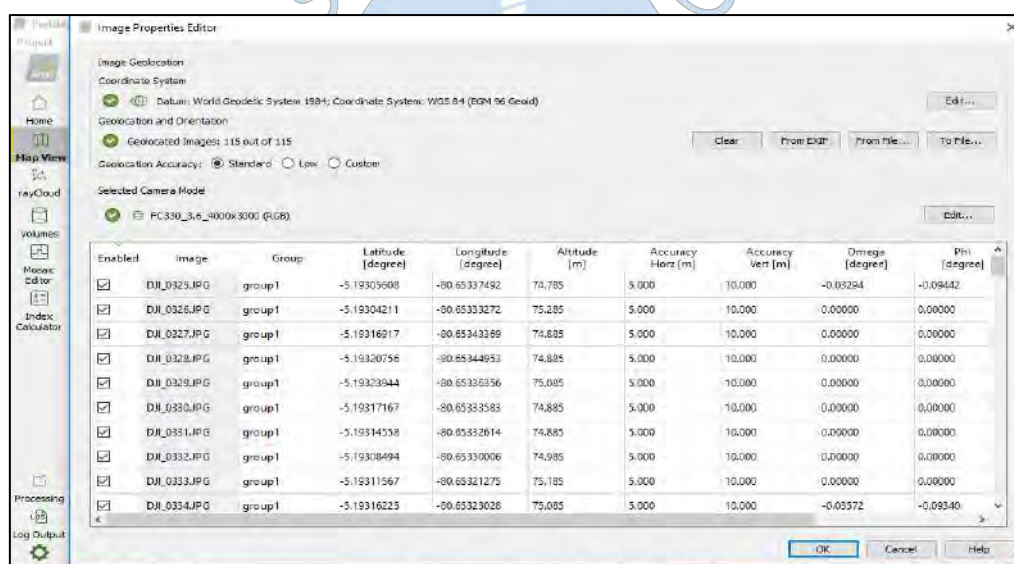 Image Properties Editor
Image Geolocation
Coordinate System
Datum: World Geodetic System 1984; Coordinate System: WGS 84 (EGM 96 Geoid)
Edit...
Geolocation and Orientation
Geolocated Images: 115 out of 115
Clear
From EXIF
From File...
To File...
Geolocation Accuracy: Standard Low Custom
Selected Camera Model
FC330_3.6_4000x3000 (RGB)
Edit...
Home
Map View
rayCloud
Volumes
Mosaic
Editor
Index
Calculator
Processing
Log Output
Enabled Image Group Latitude [degree] Longitude [degree] Altitude [m] Accuracy Horz [m] Accuracy Vert [m] Omega [degree] Phi [degree]
DJI_0325.JPG group1 -5.19305608 -80.65337492 74.785 5.000 10.000 -0.03294 -0.09442
DJI_0326.JPG group1 -5.19304211 -80.65333272 75.285 5.000 10.000 0.00000 0.00000
DJI_0327.JPG group1 -5.19316917 -80.65343369 74.885 5.000 10.000 0.00000 0.00000
DJI_0328.JPG group1 -5.19320756 -80.65344953 74.885 5.000 10.000 0.00000 0.00000
DJI_0329.JPG group1 -5.19323944 -80.65336356 75.085 5.000 10.000 0.00000 0.00000
DJI_0330.JPG group1 -5.19317167 -80.65333583 74.885 5.000 10.000 0.00000 0.00000
DJI_0331.JPG group1 -5.19314558 -80.65332614 74.885 5.000 10.000 0.00000 0.00000
DJI_0332.JPG group1 -5.19308494 -80.65330006 74.985 5.000 10.000 0.00000 0.00000
DJI_0333.JPG group1 -5.19311567 -80.65321275 75.185 5.000 10.000 0.00000 0.00000
DJI_0334.JPG group1 -5.19316225 -80.65323028 75.085 5.000 10.000 -0.03572 -0.09340
OK
Cancel
Help